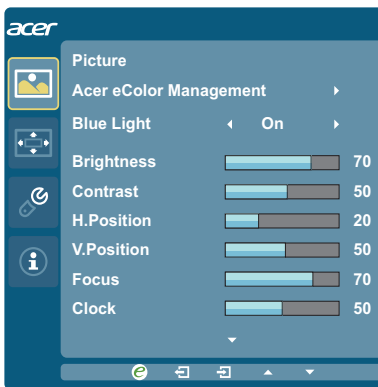 acer
Picture
Acer eColor Management
Blue Light On
Brightness 70
Contrast 50
H.Position 20
V.Position 50
Focus 70
Clock 50
e